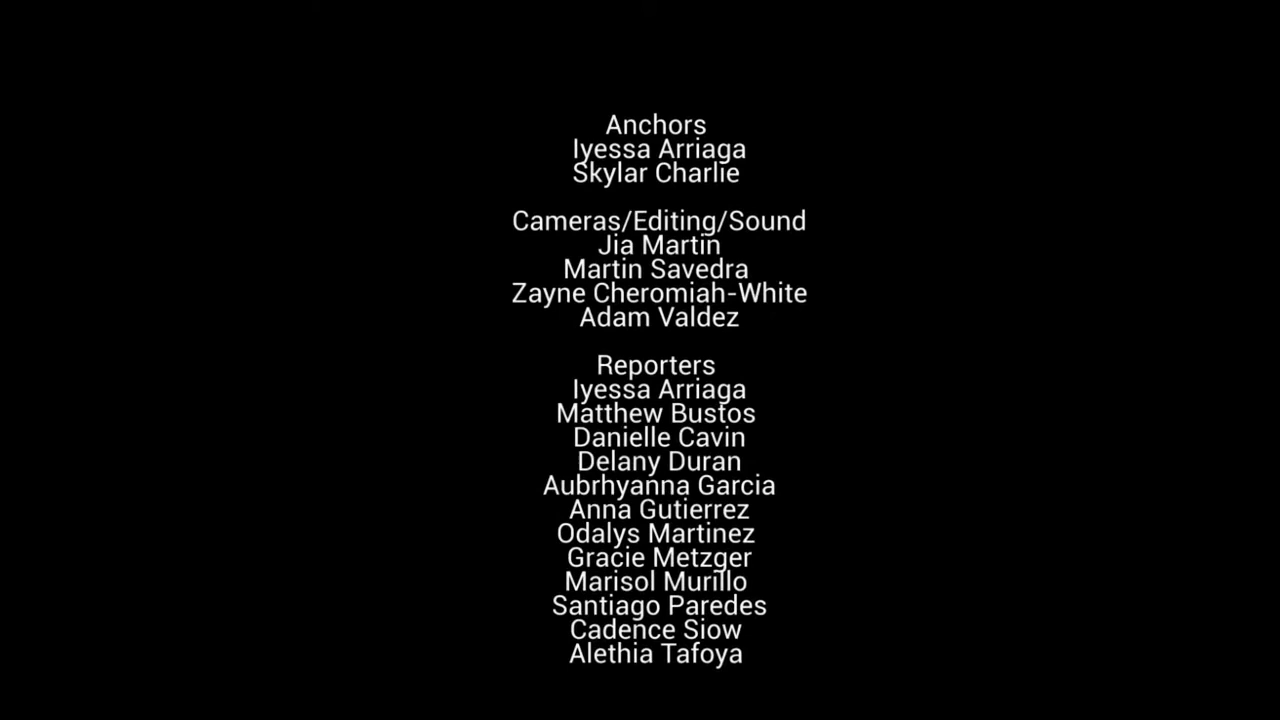 Anchors
Iyessa Arriaga
Skylar Charlie
Cameras/Editing/Sound
Jia Martin
Martin Savedra
Zayne Cheromiah-White
Adam Valdez
Reporters
Iyessa Arriaga
Matthew Bustos
Danielle Cavin
Delany Duran
Aubrhyanna Garcia
Anna Gutierrez
Odalys Martinez
Gracie Metzger
Marisol Murillo
Santiago Paredes
Cadence Siow
Alethia Tafoya